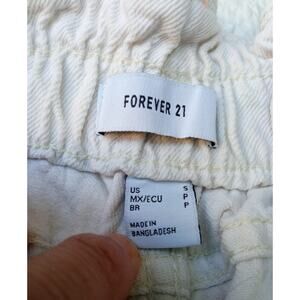 FOREVER 21
US S
MX/ECU P
BR P
MADE IN
BANGLADESH